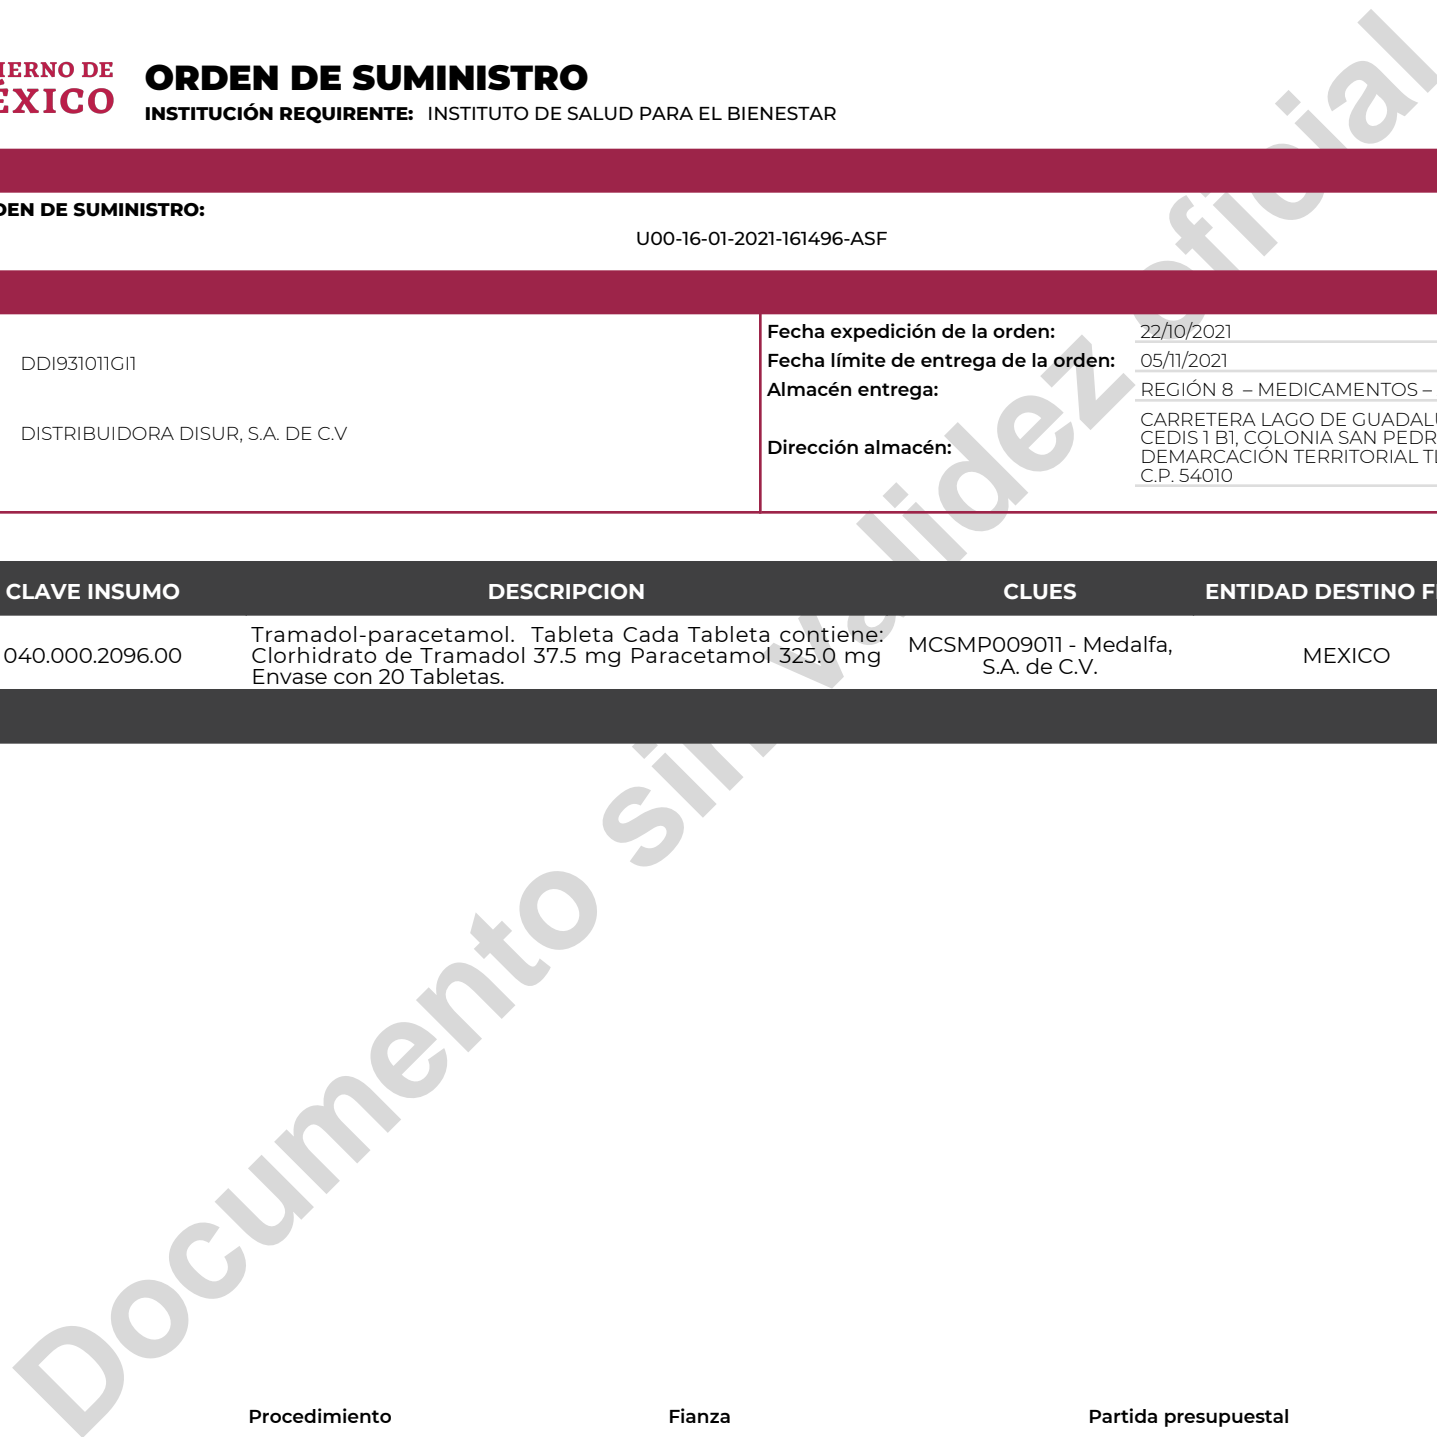 IERNO DE
ÉXICO
ORDEN DE SUMINISTRO
INSTITUCIÓN REQUIRENTE: INSTITUTO DE SALUD PARA EL BIENESTAR
DEN DE SUMINISTRO:
U00-16-01-2021-161496-ASF
DDI931011GI1
DISTRIBUIDORA DISUR, S.A. DE C.V
Fecha expedición de la orden: 22/10/2021
Fecha límite de entrega de la orden: 05/11/2021
Almacén entrega: REGIÓN 8 – MEDICAMENTOS –
Dirección almacén:
CARRETERA LAGO DE GUADALU
CEDIS 1 B1, COLONIA SAN PEDR
DEMARCACIÓN TERRITORIAL TL
C.P. 54010
CLAVE INSUMO DESCRIPCION CLUES ENTIDAD DESTINO F
040.000.2096.00
Tramadol-paracetamol. Tableta Cada Tableta contiene:
Clorhidrato de Tramadol 37.5 mg Paracetamol 325.0 mg
Envase con 20 Tabletas.
MCSMP009011 - Medalfa,
S.A. de C.V.
MEXICO
Documento sin validez oficial
Procedimiento Fianza Partida presupuestal